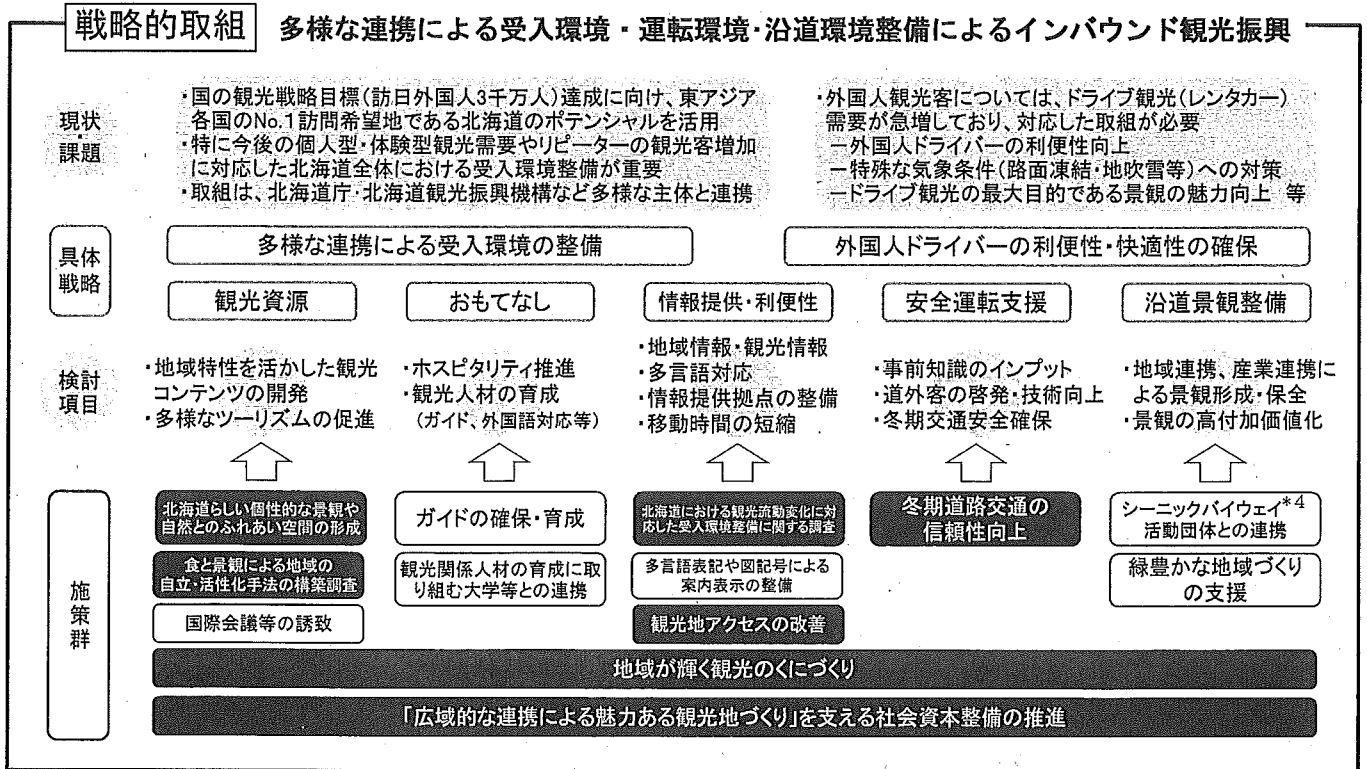 戦略的取組 多様な連携による受入環境・運転環境・沿道環境整備によるインバウンド観光振興
現状
・
課題
・国の観光戦略目標(訪日外国人3千万人)達成に向け、東アジア
各国のNo.1訪問希望地である北海道のポテンシャルを活用
・特に今後の個人型・体験型観光需要やリピーターの観光客増加
に対応した北海道全体における受入環境整備が重要
・取組は、北海道庁・北海道観光振興機構など多様な主体と連携
・外国人観光客については、ドライブ観光(レンタカー)
需要が急増しており、対応した取組が必要
－外国人ドライバーの利便性向上
－特殊な気象条件(路面凍結・地吹雪等)への対策
－ドライブ観光の最大目的である景観の魅力向上 等
具体
戦略
多様な連携による受入環境の整備
外国人ドライバーの利便性・快適性の確保
観光資源
おもてなし
情報提供・利便性
安全運転支援
沿道景観整備
検討
項目
・地域特性を活かした観光
コンテンツの開発
・多様なツーリズムの促進
・ホスピタリティ推進
・観光人材の育成
(ガイド、外国語対応等)
・地域情報・観光情報
・多言語対応
・情報提供拠点の整備
・移動時間の短縮
・事前知識のインプット
・道外客の啓発・技術向上
・冬期交通安全確保
・地域連携、産業連携に
よる景観形成・保全
・景観の高付加価値化
施策群
北海道らしい個性的な景観や
自然とのふれあい空間の形成
食と景観による地域の
自立・活性化手法の構築調査
国際会議等の誘致
ガイドの確保・育成
観光関係人材の育成に取
り組む大学等との連携
北海道における観光流動変化に対
応した受入環境整備に関する調査
多言語表記や図記号による
案内表示の整備
観光地アクセスの改善
冬期道路交通の
信頼性向上
シーニックバイウェイ*4
活動団体との連携
緑豊かな地域づくり
の支援
地域が輝く観光のくにづくり
「広域的な連携による魅力ある観光地づくり」を支える社会資本整備の推進